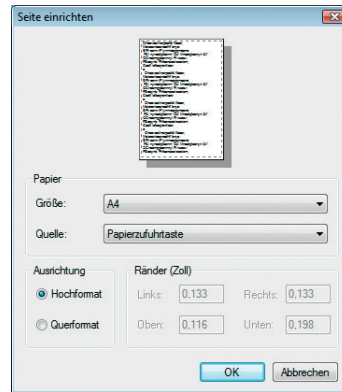 Seite einrichten
Papier
Größe: A4
Quelle: Papierzufuhrtaste
Ausrichtung
Hochformat
Querformat
Ränder (Zoll)
Links: 0,133 Rechts: 0,133
Oben: 0,116 Unten: 0,198
OK Abbrechen